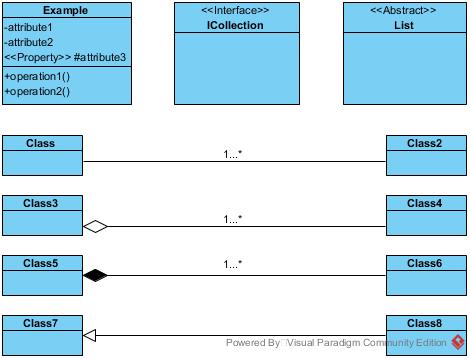 Example
-attribute1
-attribute2
<<Property>> #attribute3
+operation1()
+operation2()
<<Interface>>
ICollection
<<Abstract>>
List
Class
1...*
Class2
Class3
1...*
Class4
Class5
1...*
Class6
Class7
Class8
Powered By Visual Paradigm Community Edition